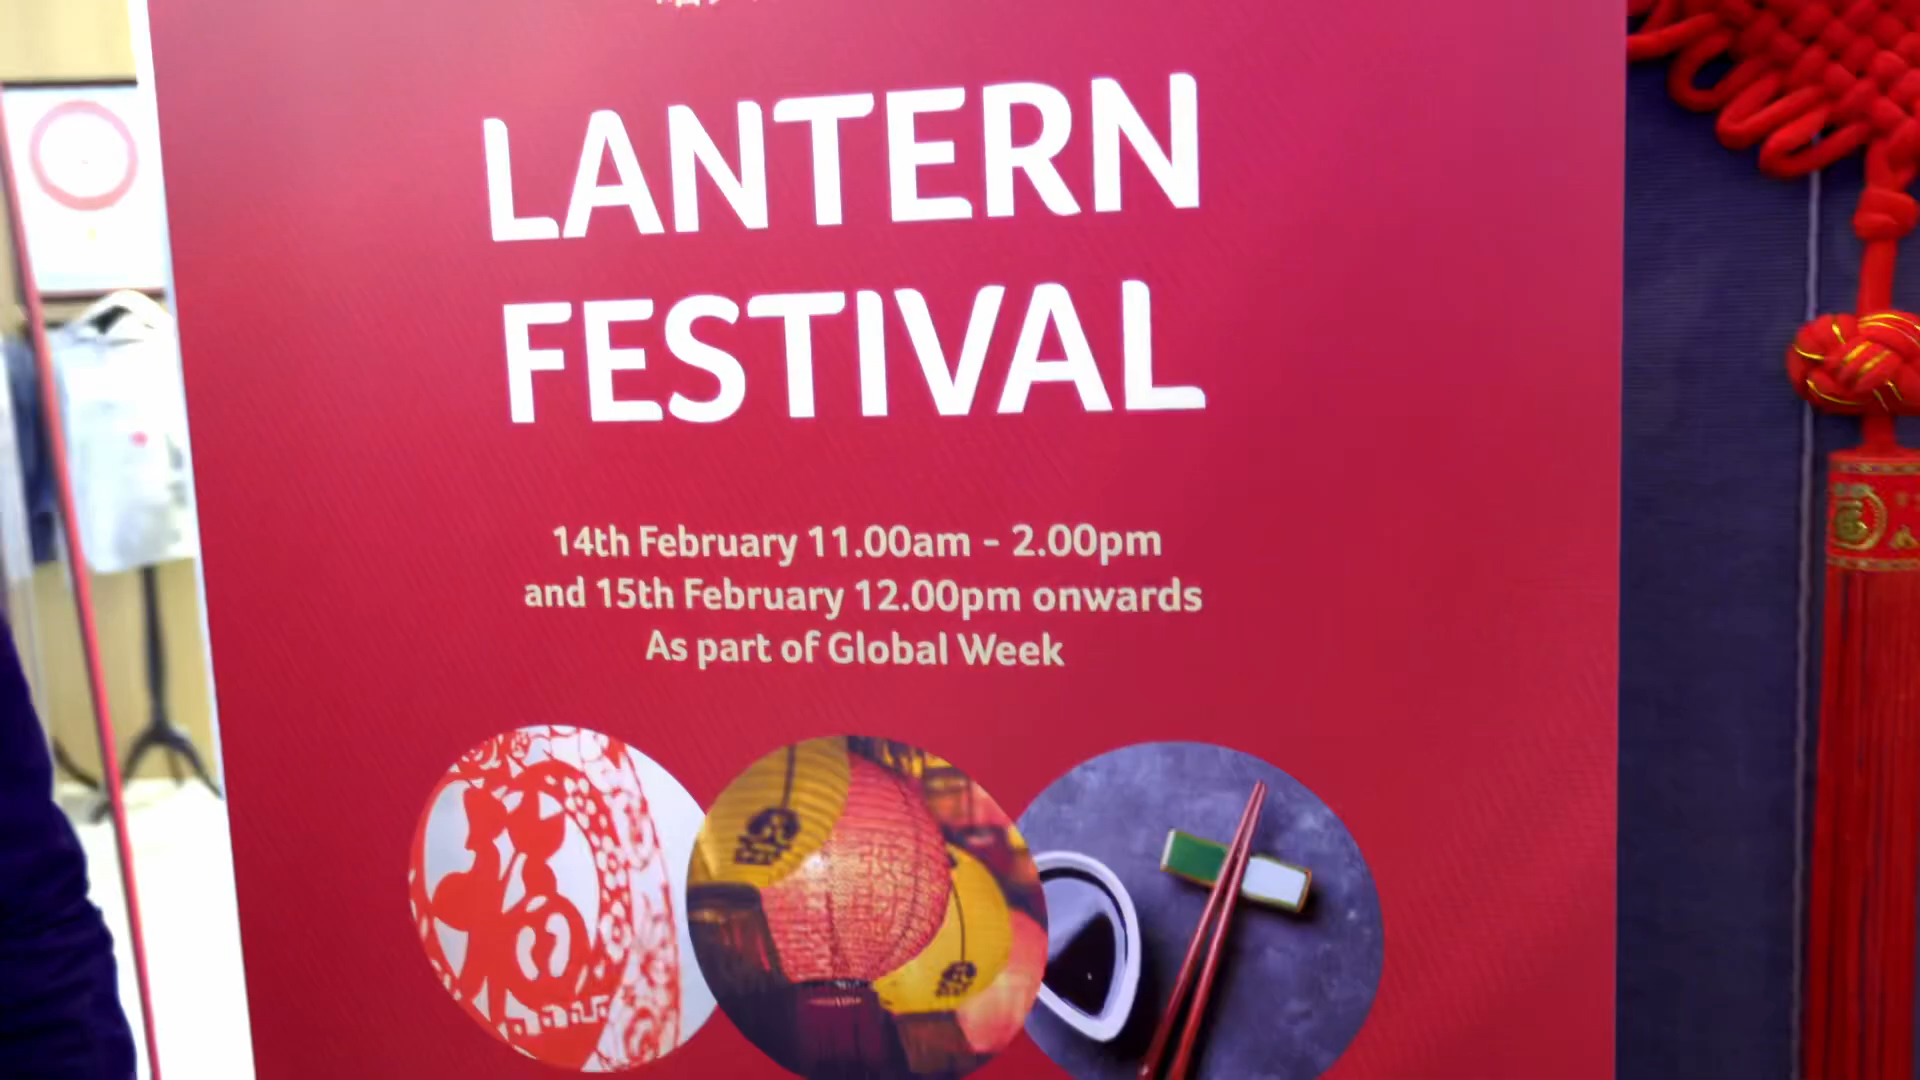 LANTERN
FESTIVAL
14th February 11.00am - 2.00pm
and 15th February 12.00pm onwards
As part of Global Week